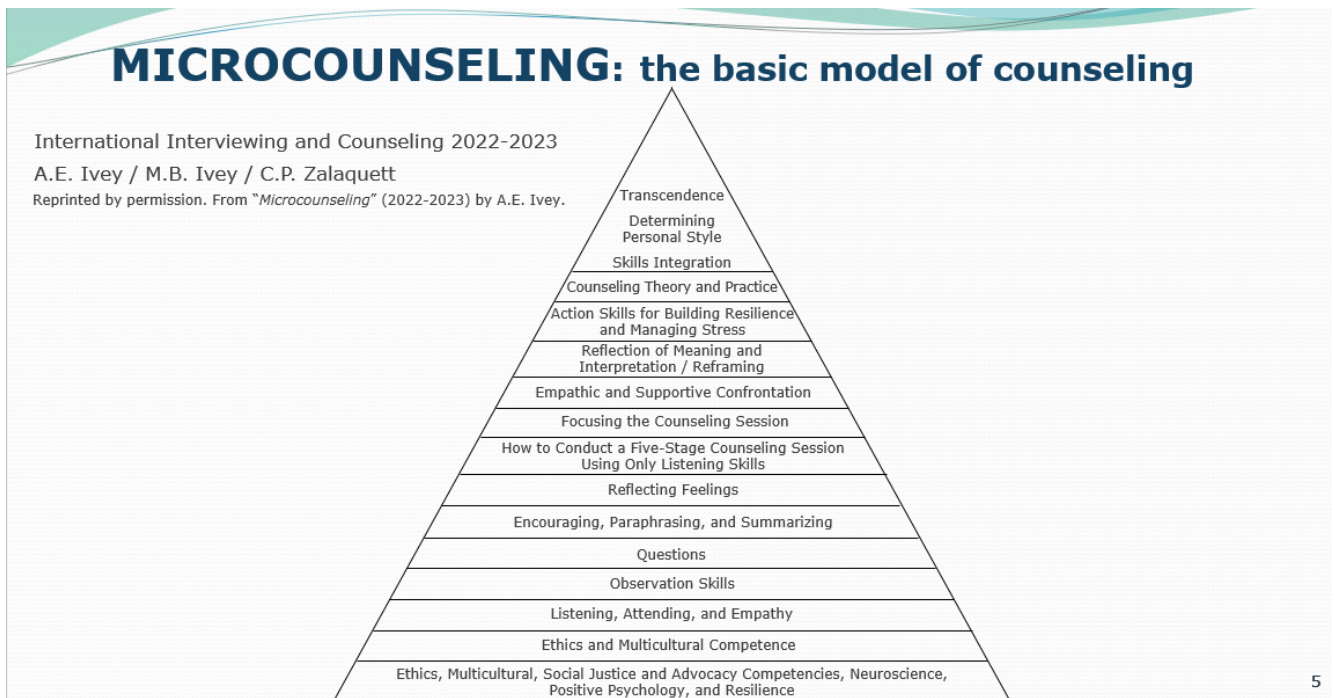 MICROCOUNSELING: the basic model of counseling
International Interviewing and Counseling 2022-2023
A.E. Ivey / M.B. Ivey / C.P. Zalaquett
Reprinted by permission. From “Microcounseling” (2022-2023) by A.E. Ivey.
Transcendence
Determining
Personal Style
Skills Integration
Counseling Theory and Practice
Action Skills for Building Resilience
and Managing Stress
Reflection of Meaning and
Interpretation / Reframing
Empathic and Supportive Confrontation
Focusing the Counseling Session
How to Conduct a Five-Stage Counseling Session
Using Only Listening Skills
Reflecting Feelings
Encouraging, Paraphrasing, and Summarizing
Questions
Observation Skills
Listening, Attending, and Empathy
Ethics and Multicultural Competence
Ethics, Multicultural, Social Justice and Advocacy Competencies, Neuroscience,
Positive Psychology, and Resilience
5